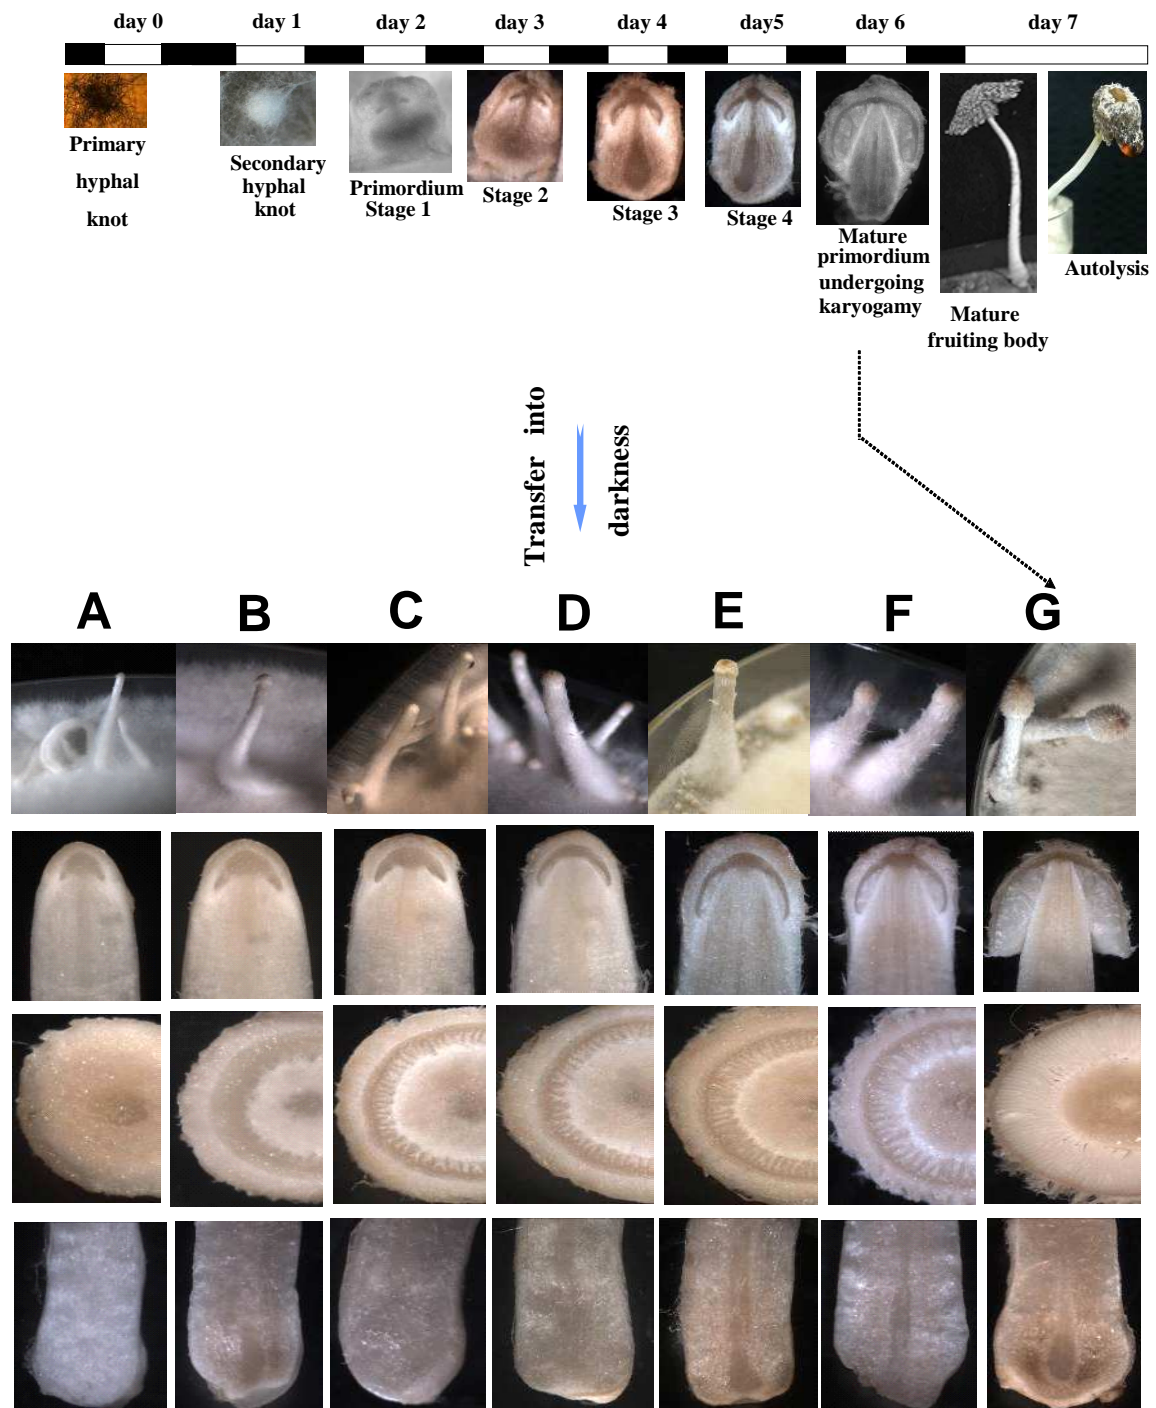 day 0 day 1 day 2 day 3 day 4 day5 day 6 day 7
Primary
hyphal
knot
Secondary
hyphal
knot
Primordium
Stage 1
Stage 2
Stage 3
Stage 4
Mature
primordium
undergoing
karyogamy
Mature
fruiting body
Autolysis
Transfer into
darkness
A B C D E F G